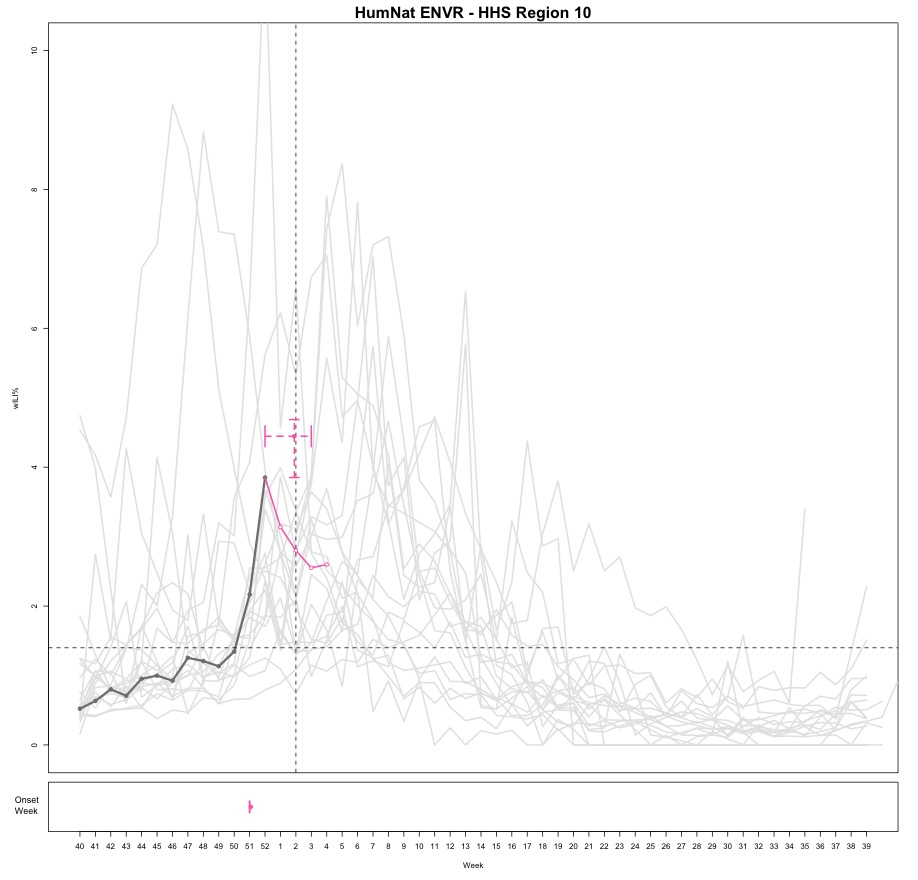 HumNat ENVR - HHS Region 10
10
8
6
4
2
0
wILI%
Onset
Week
40 41 42 43 44 45 46 47 48 49 50 51 52 1 2 3 4 5 6 7 8 9 10 11 12 13 14 15 16 17 18 19 20 21 22 23 24 25 26 27 28 29 30 31 32 33 34 35 36 37 38 39
Week